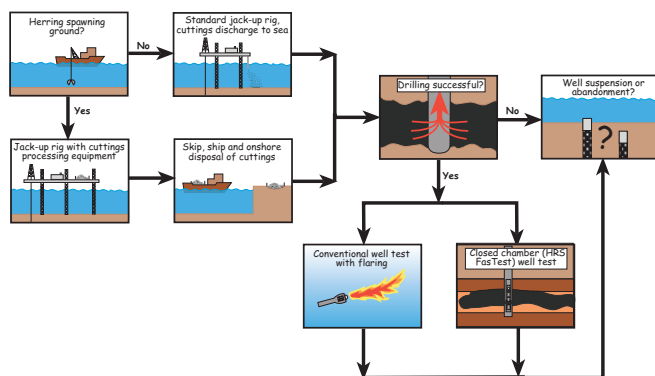 Herring spawning
ground?
No
Standard jack-up rig,
cuttings discharge to sea
Yes
Jack-up rig with cuttings
processing equipment
Skip, ship and onshore
disposal of cuttings
Drilling successful?
No
Well suspension or
abandonment?
?
Yes
Conventional well test
with flaring
Closed chamber (HRS
FasTest) well test